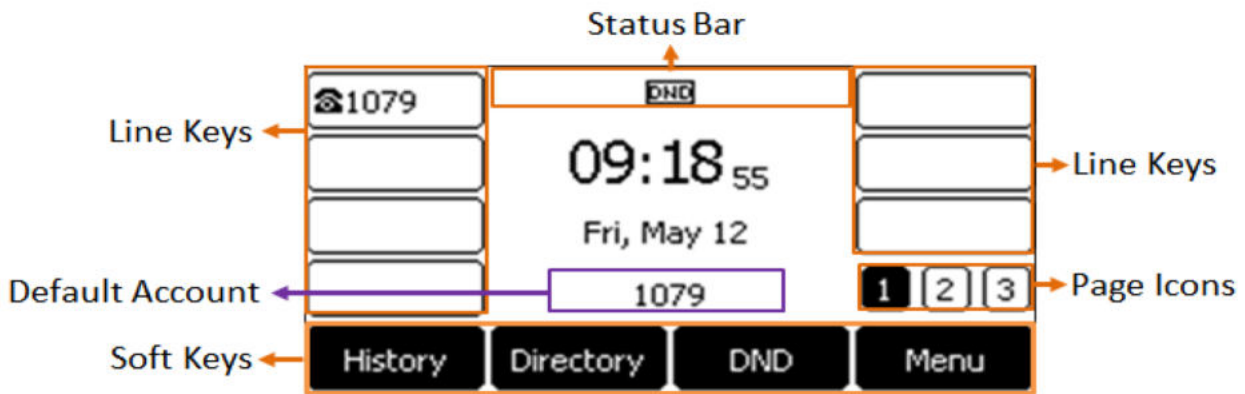 Status Bar
☎1079
DND
Line Keys
09:18 55
Line Keys
Fri, May 12
Default Account
1079
1 2 3
Page Icons
Soft Keys
History Directory DND Menu